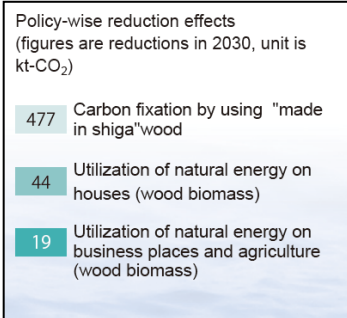 Policy-wise reduction effects
(figures are reductions in 2030, unit is
kt-CO₂)
477 Carbon fixation by using "made
in shiga"wood
44 Utilization of natural energy on
houses (wood biomass)
19 Utilization of natural energy on
business places and agriculture
(wood biomass)